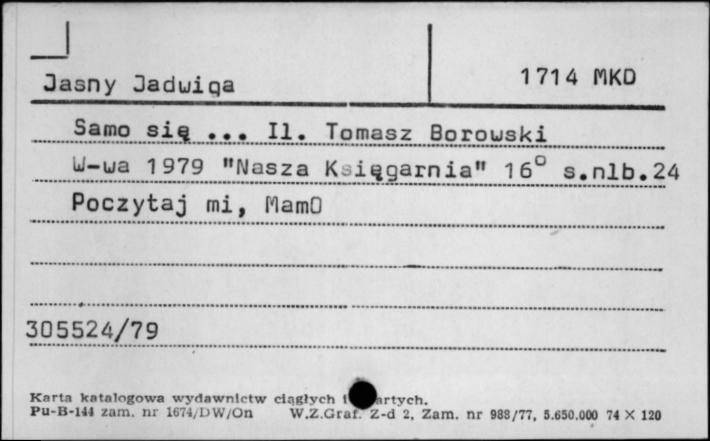 Jasny Jadwiga
1714 MKD
Samo się ... Il. Tomasz Borowski
W-wa 1979 "Nasza Księgarnia" 16° s.nlb.24
Poczytaj mi, MamO
305524/79
Karta katalogowa wydawnictw ciągłych i artych.
Pu-B-144 zam. nr 1674/DW/On W.Z.Graf. Z-d 2, Zam. nr 988/77, 5.650.000 74 X 120